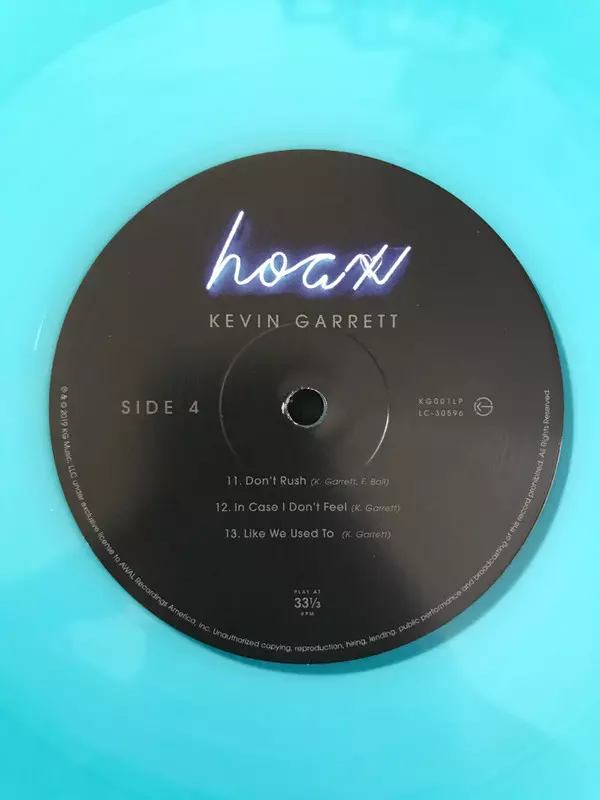 hoax
KEVIN GARRETT
SIDE 4
KG001LP
LC-30596
11. Don't Rush (K. Garrett, F. Ball)
12. In Case I Don't Feel (K. Garrett)
13. Like We Used To (K. Garrett)
PLAY AT
33⅓
RPM
℗ & © 2019 KG Music, LLC under exclusive license to AWAL Recordings America, Inc. Unauthorized copying, reproduction, hiring, lending, public performance and broadcasting of this record prohibited. All Rights Reserved.